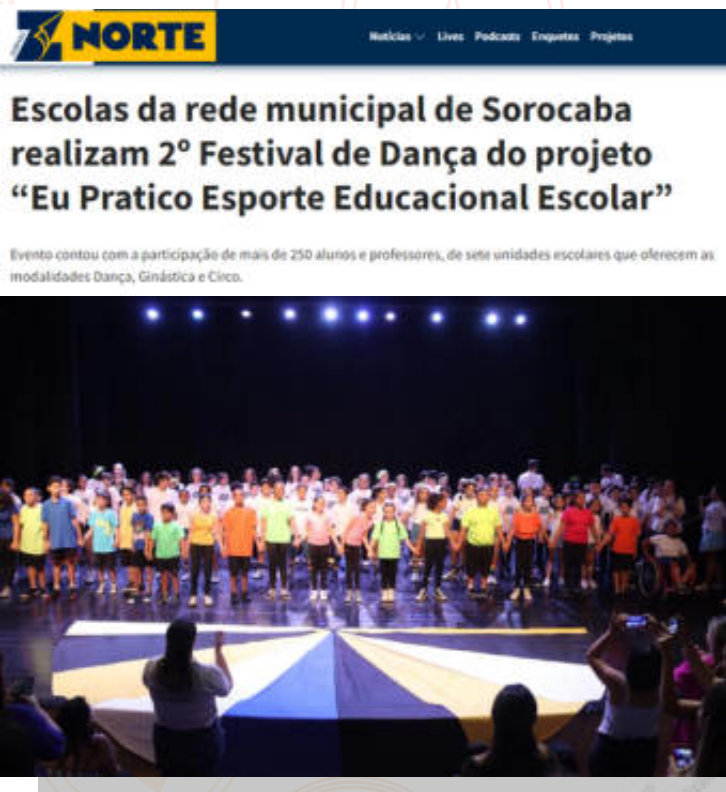 Z NORTE
Notícias Lives Podcasts Enquetes Projetos
Escolas da rede municipal de Sorocaba
realizam 2º Festival de Dança do projeto
“Eu Pratico Esporte Educacional Escolar”
Evento contou com a participação de mais de 250 alunos e professores, de sete unidades escolares que oferecem as
modalidades Dança, Ginástica e Circo.